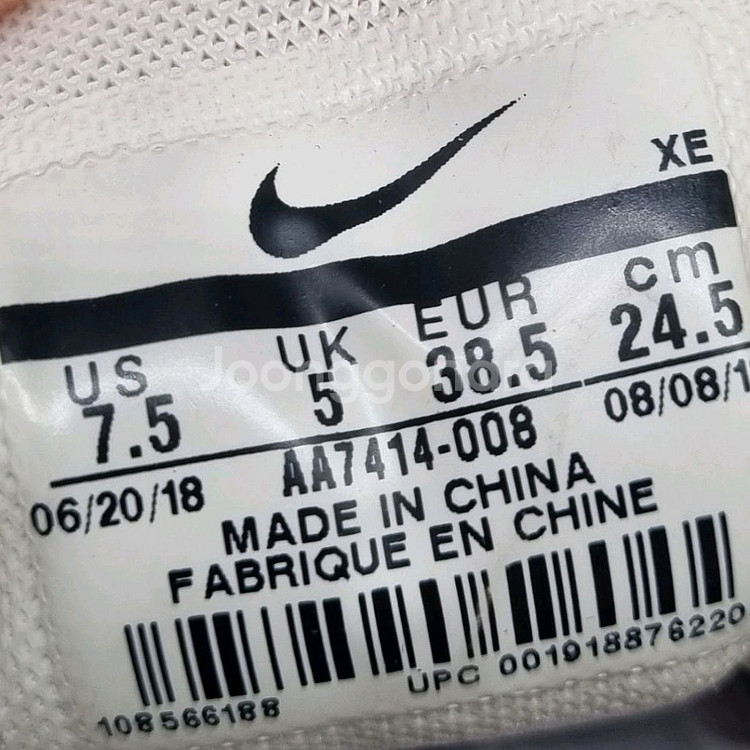 XE
US UK EUR cm
7.5 5 38.5 24.5
06/20/18 AA7414-008 08/08/1
MADE IN CHINA
FABRIQUE EN CHINE
UPC 001918876220
108566188
Joonggonara